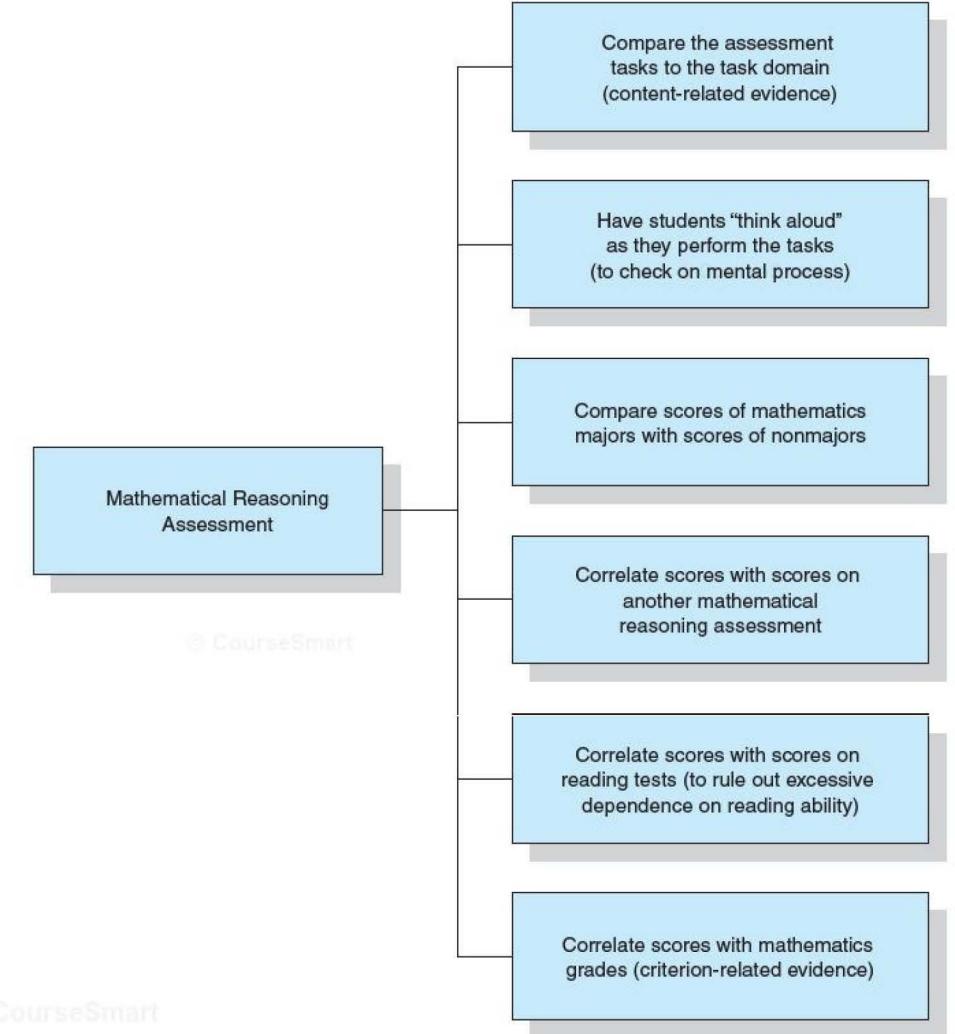 Compare the assessment
tasks to the task domain
(content-related evidence)
Have students “think aloud”
as they perform the tasks
(to check on mental process)
Compare scores of mathematics
majors with scores of nonmajors
Mathematical Reasoning
Assessment
Correlate scores with scores on
another mathematical
reasoning assessment
© CourseSmart
Correlate scores with scores on
reading tests (to rule out excessive
dependence on reading ability)
Correlate scores with mathematics
grades (criterion-related evidence)
CourseSmart